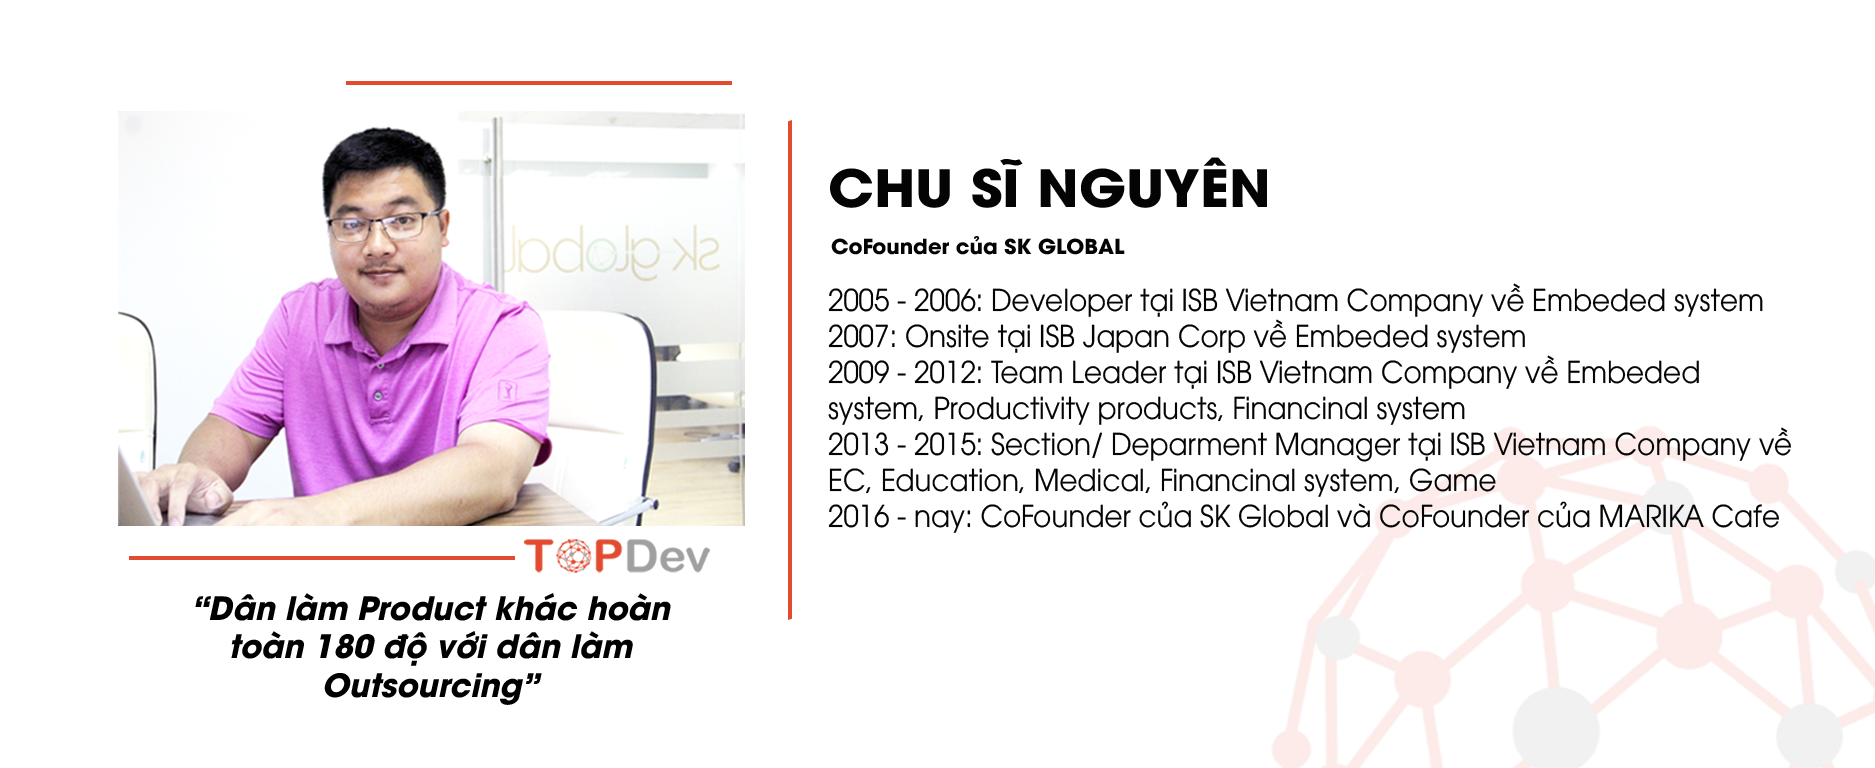 sk global
TOPDev
“Dân làm Product khác hoàn
toàn 180 độ với dân làm
Outsourcing”
CHU SĨ NGUYÊN
CoFounder của SK GLOBAL
2005 - 2006: Developer tại ISB Vietnam Company về Embeded system
2007: Onsite tại ISB Japan Corp về Embeded system
2009 - 2012: Team Leader tại ISB Vietnam Company về Embeded
system, Productivity products, Financinal system
2013 - 2015: Section/ Deparment Manager tại ISB Vietnam Company về
EC, Education, Medical, Financinal system, Game
2016 - nay: CoFounder của SK Global và CoFounder của MARIKA Cafe